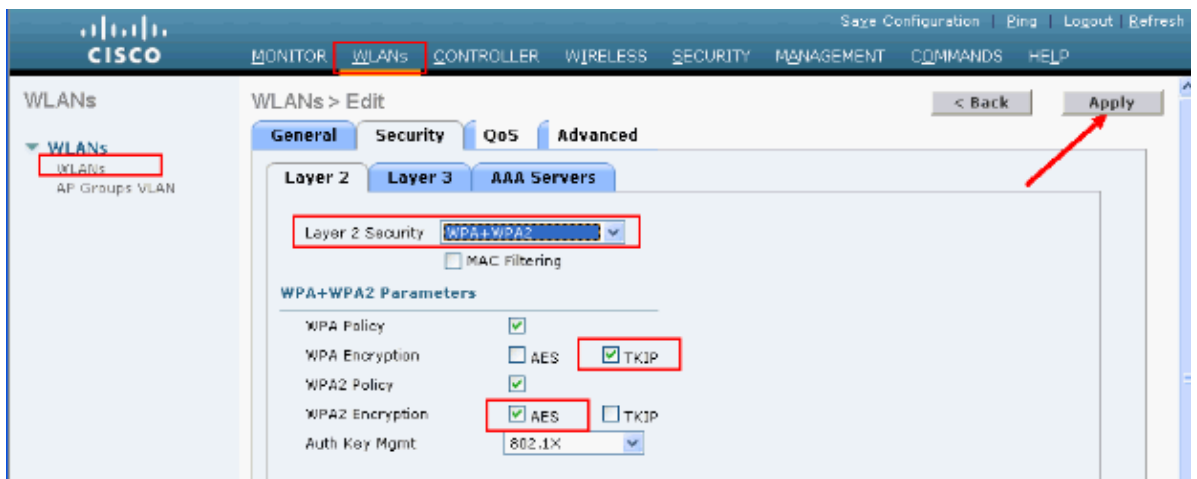 Save Configuration | Ping | Logout | Refresh
CISCO
MONITOR WLANs CONTROLLER WIRELESS SECURITY MANAGEMENT COMMANDS HELP
WLANs
WLANs
WLANs
AP Groups VLAN
WLANs > Edit
< Back Apply
General Security QoS Advanced
Layer 2 Layer 3 AAA Servers
Layer 2 Security WPA+WPA2
MAC Filtering
WPA+WPA2 Parameters
WPA Policy
WPA Encryption AES TKIP
WPA2 Policy
WPA2 Encryption AES TKIP
Auth Key Mgmt 802.1X